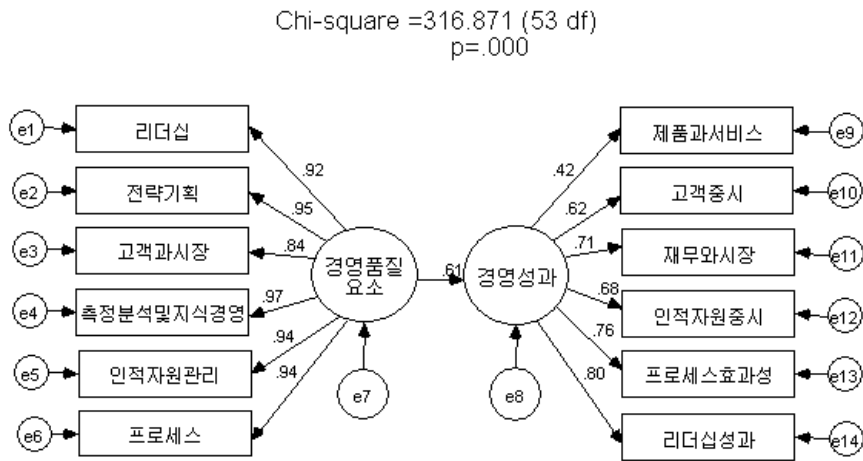 Chi-square =316.871 (53 df)
p=.000
e1
리더십
.92
e2
전략기획
.95
e3
고객과시장
.84
e4
측정분석및지식경영
.97
e5
인적자원관리
.94
e6
프로세스
.94
경영품질
요소
e7
.61
경영성과
e8
.42
제품과서비스
e9
.62
고객중시
e10
.71
재무와시장
e11
.68
인적자원중시
e12
.76
프로세스효과성
e13
.80
리더십성과
e14